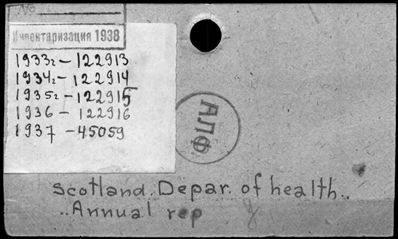 No
Инвентаризация 1938
1933г – 122913
1934г – 122914
1935г – 122915
1936 – 122916
1937 – 45059
АЛФ.
Scotland. Depar. of health..
..Annual rep